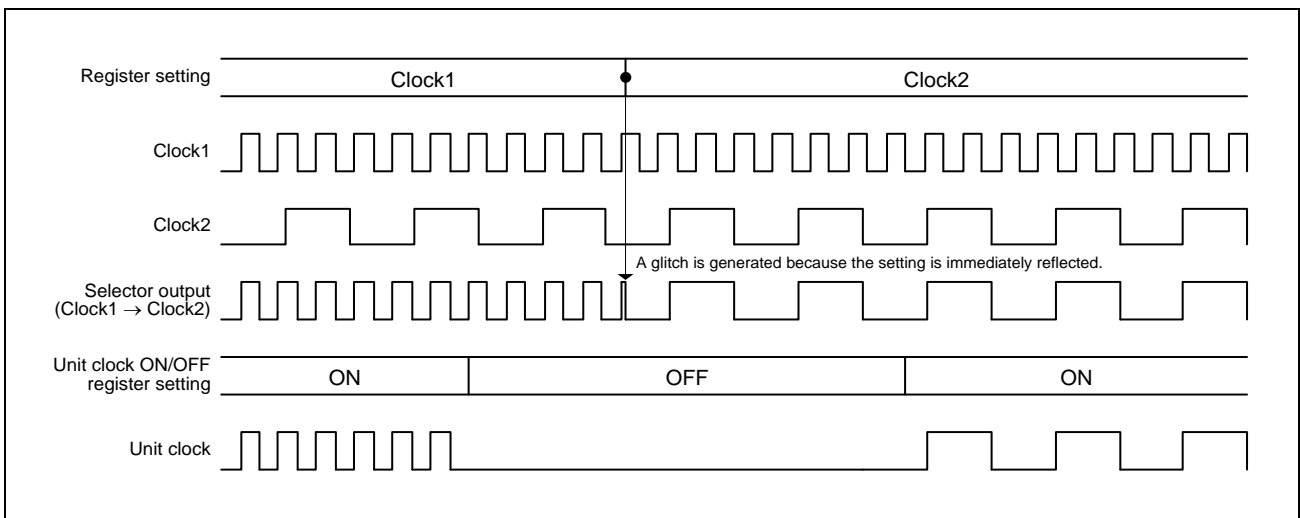 Register setting
Clock1
Clock2
Clock1
Clock2
A glitch is generated because the setting is immediately reflected.
Selector output
(Clock1 → Clock2)
Unit clock ON/OFF
register setting
ON
OFF
ON
Unit clock